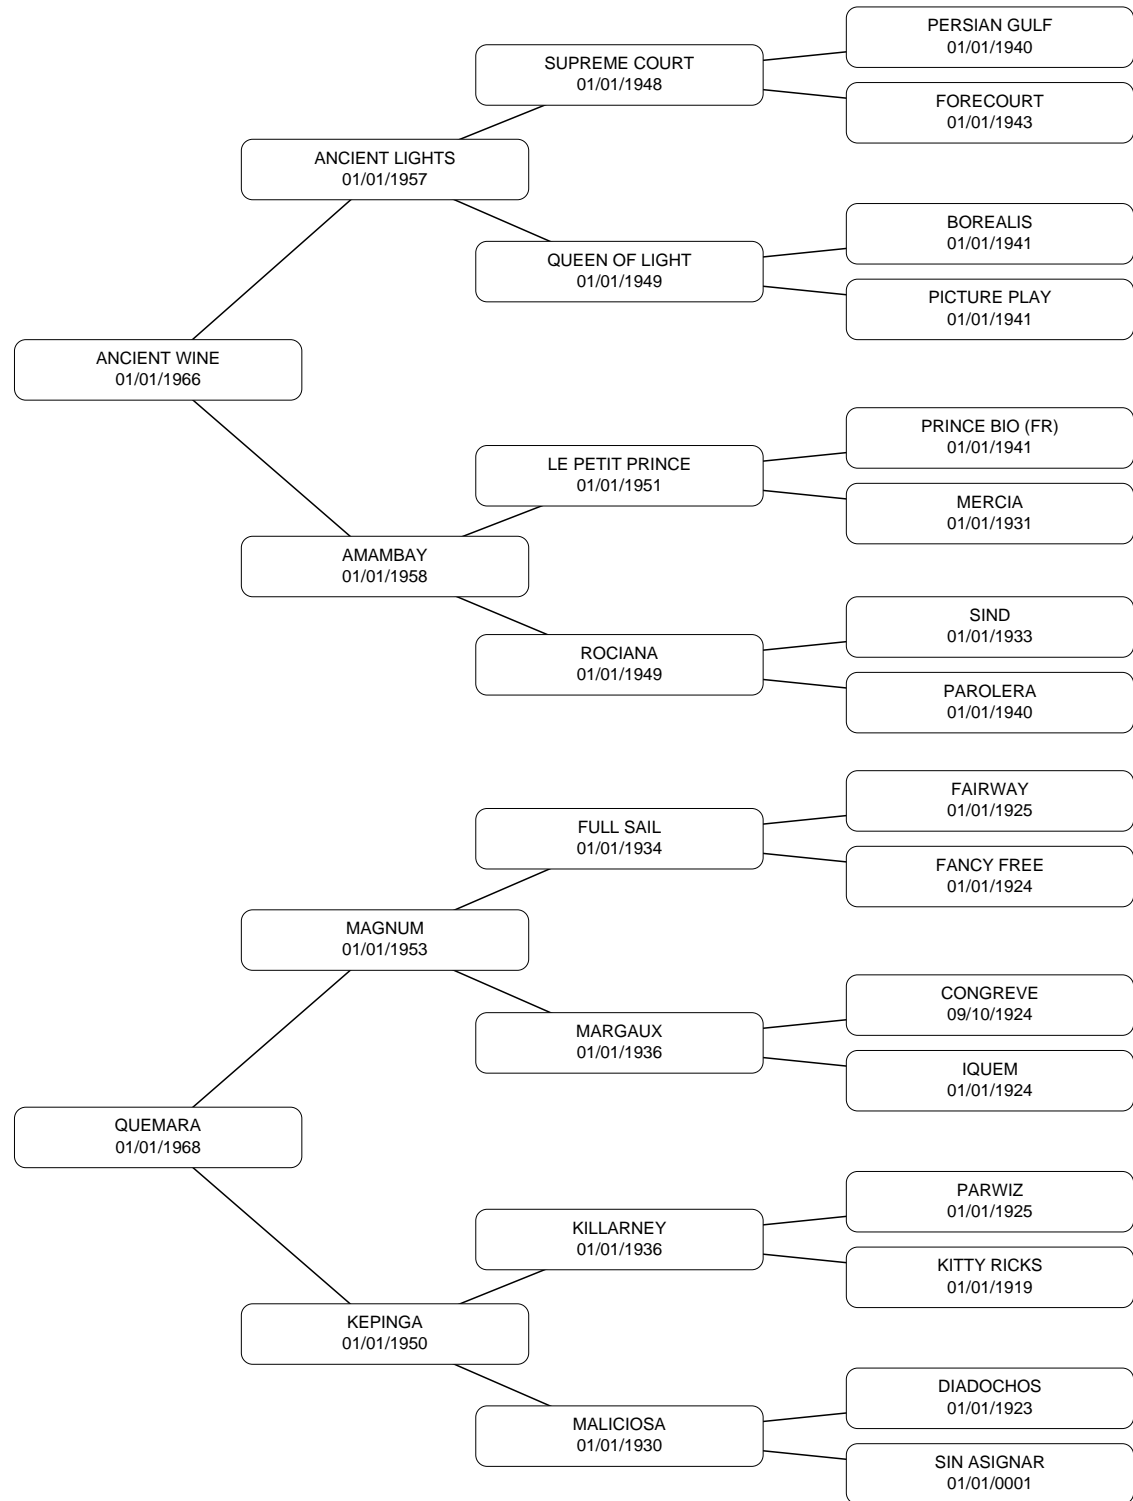 PERSIAN GULF
01/01/1940
SUPREME COURT
01/01/1948
FORECOURT
01/01/1943
ANCIENT LIGHTS
01/01/1957
BOREALIS
01/01/1941
QUEEN OF LIGHT
01/01/1949
PICTURE PLAY
01/01/1941
ANCIENT WINE
01/01/1966
PRINCE BIO (FR)
01/01/1941
LE PETIT PRINCE
01/01/1951
MERCIA
01/01/1931
AMAMBAY
01/01/1958
SIND
01/01/1933
ROCIANA
01/01/1949
PAROLERA
01/01/1940
FAIRWAY
01/01/1925
FULL SAIL
01/01/1934
FANCY FREE
01/01/1924
MAGNUM
01/01/1953
CONGREVE
09/10/1924
MARGAUX
01/01/1936
IQUEM
01/01/1924
QUEMARA
01/01/1968
PARWIZ
01/01/1925
KILLARNEY
01/01/1936
KITTY RICKS
01/01/1919
KEPINGA
01/01/1950
DIADOCHOS
01/01/1923
MALICIOSA
01/01/1930
SIN ASIGNAR
01/01/0001